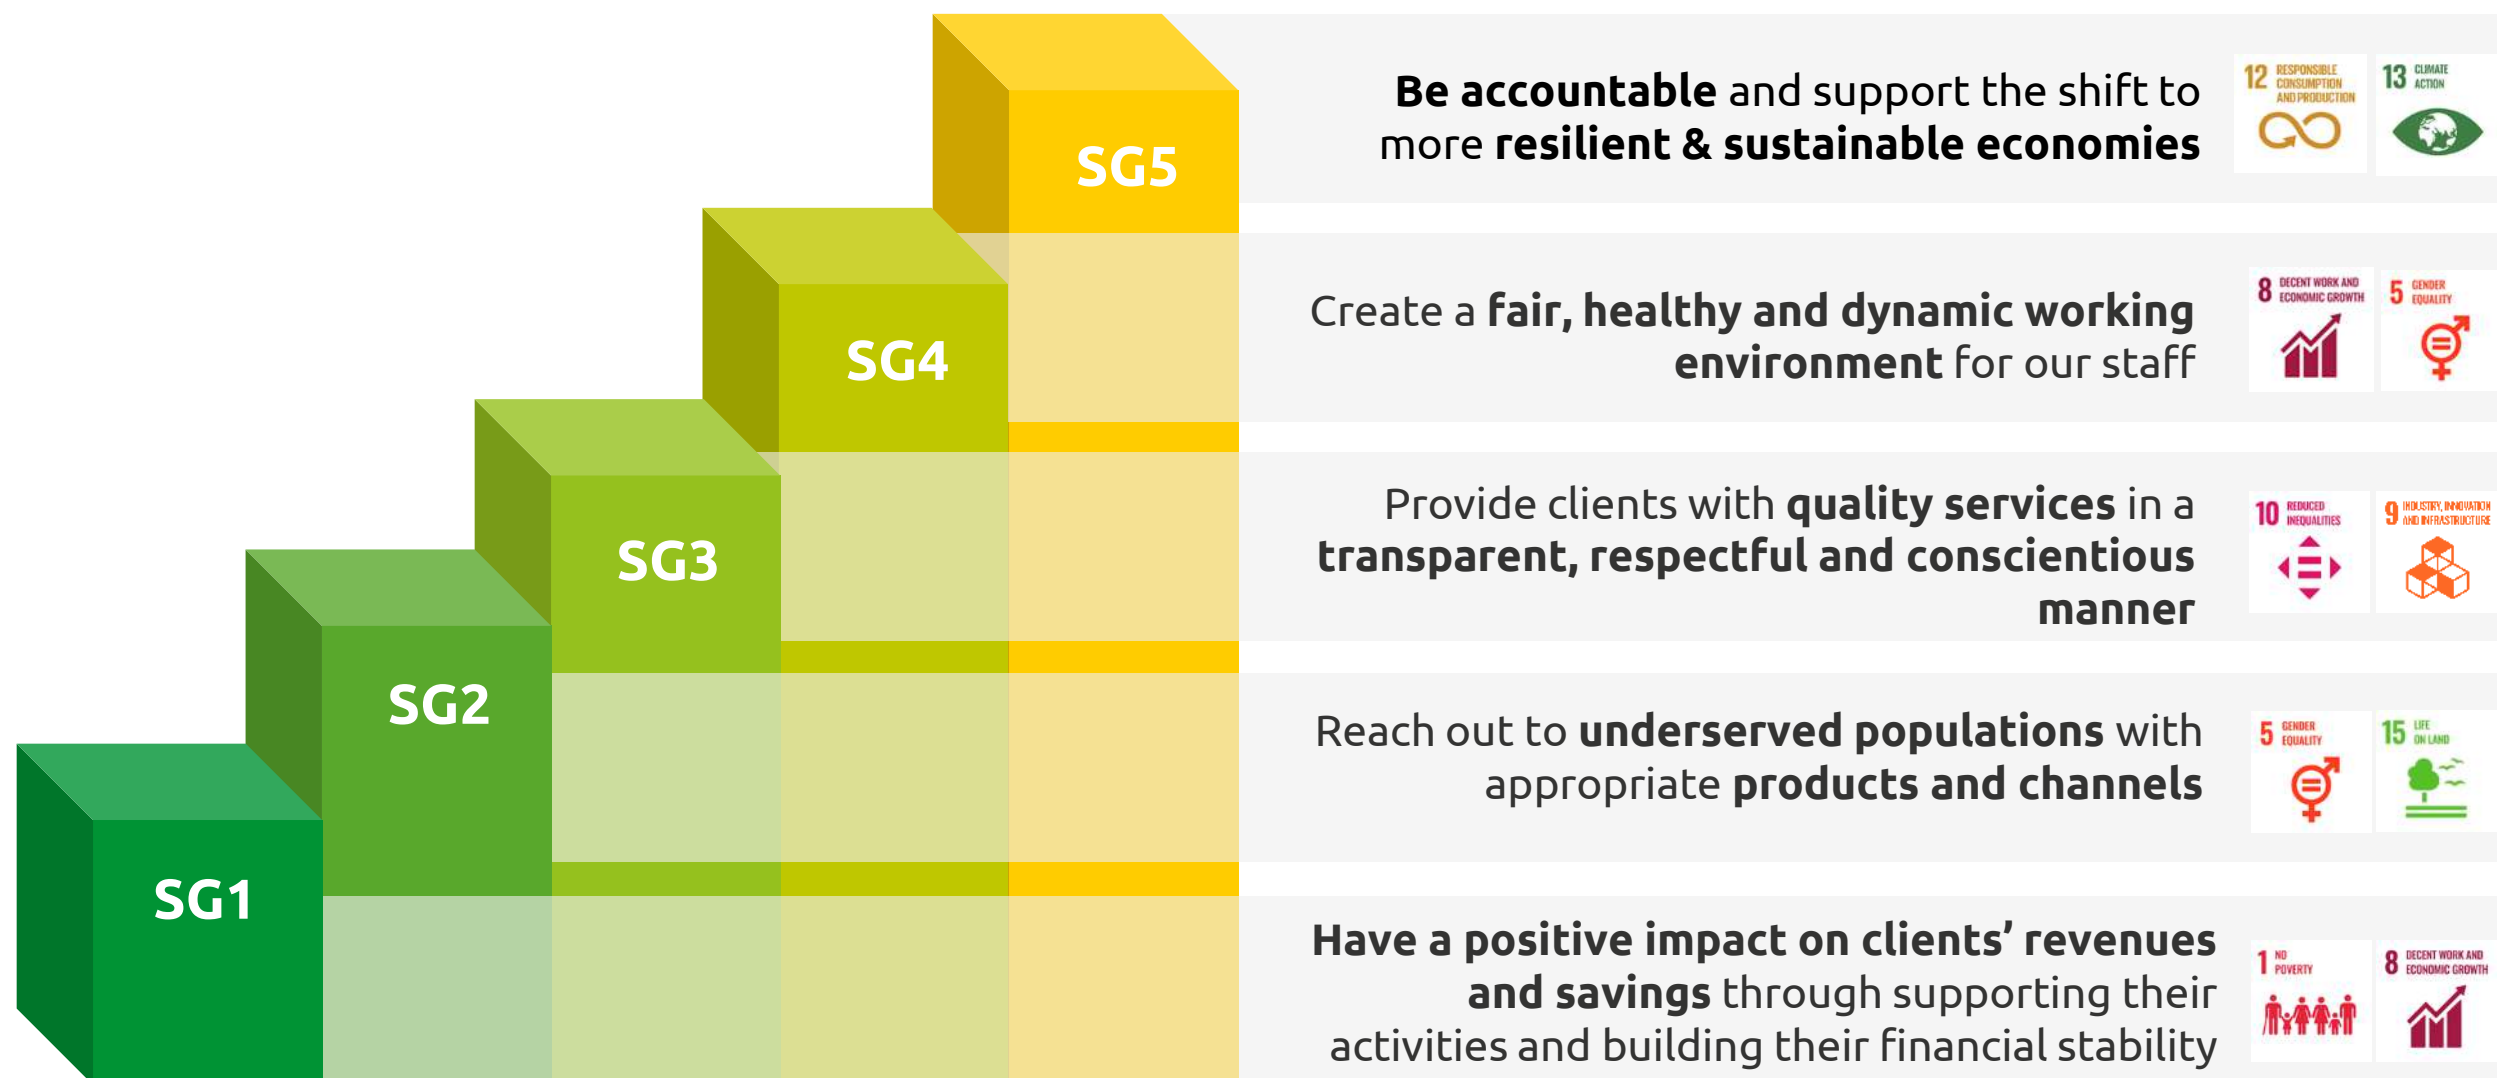 SG5
Be accountable and support the shift to
more resilient & sustainable economies
12 RESPONSIBLE
CONSUMPTION
AND PRODUCTION
13 CLIMATE
ACTION
SG4
Create a fair, healthy and dynamic working
environment for our staff
8 DECENT WORK AND
ECONOMIC GROWTH
5 GENDER
EQUALITY
SG3
Provide clients with quality services in a
transparent, respectful and conscientious
manner
10 REDUCED
INEQUALITIES
9 INDUSTRY, INNOVATION
AND INFRASTRUCTURE
SG2
Reach out to underserved populations with
appropriate products and channels
5 GENDER
EQUALITY
15 LIFE
ON LAND
SG1
Have a positive impact on clients’ revenues
and savings through supporting their
activities and building their financial stability
1 NO
POVERTY
8 DECENT WORK AND
ECONOMIC GROWTH